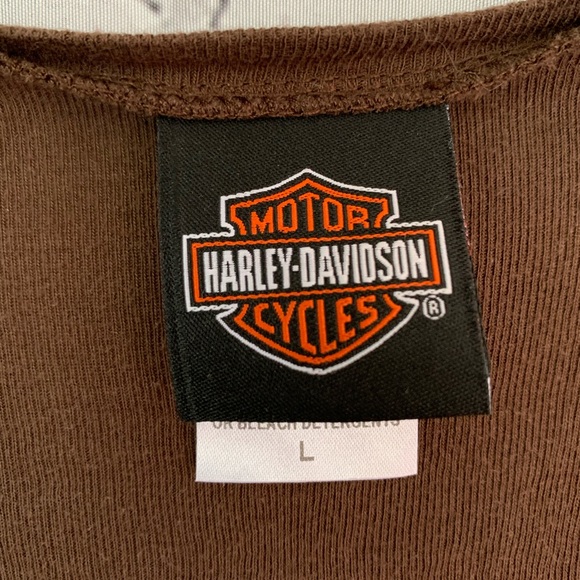 MOTOR
HARLEY-DAVIDSON
CYCLES
®
OR BLEACH DETERGENTS
L